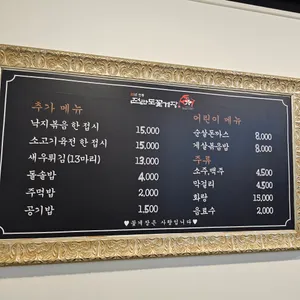 추가 메뉴
낙지볶음 한 접시 15,000
소고기육전 한 접시 15,000
새우튀김(13마리) 13,000
돌솥밥 4,000
주먹밥 2,000
공기밥 1,500
어린이 메뉴
순살돈까스 8,000
게살볶음밥 8,000
주류
소주,맥주 4,500
막걸리 4,500
화랑 15,000
음료수 2,000